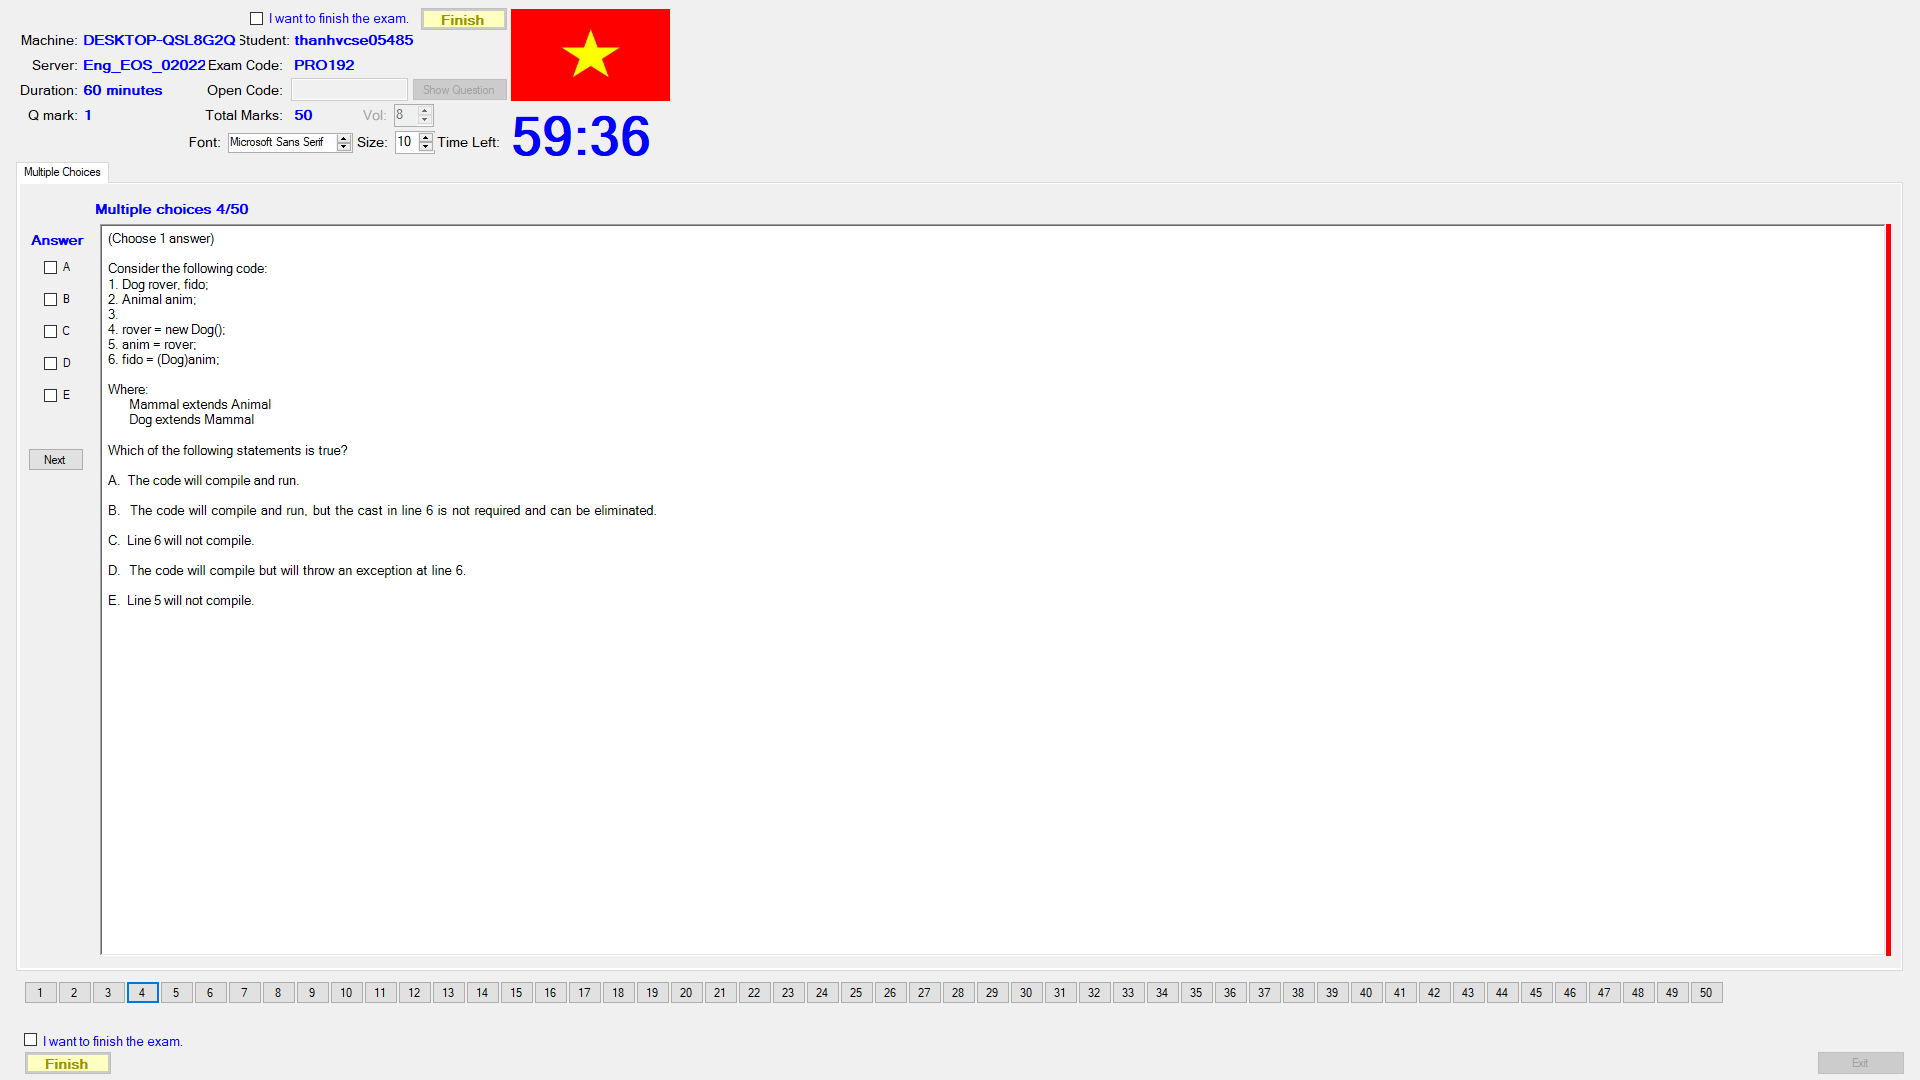 I want to finish the exam.
Finish
Machine: DESKTOP-QSL8G2Q Student: thanhvcse05485
Server: Eng_EOS_02022 Exam Code: PRO192
Duration: 60 minutes Open Code: Show Question
Q mark: 1 Total Marks: 50 Vol: 8
Font: Microsoft Sans Serif Size: 10 Time Left: 59:36
Multiple Choices
Multiple choices 4/50
Answer
A
B
C
D
E
Next
(Choose 1 answer)
Consider the following code:
1. Dog rover, fido;
2. Animal anim;
3.
4. rover = new Dog();
5. anim = rover;
6. fido = (Dog)anim;
Where:
Mammal extends Animal
Dog extends Mammal
Which of the following statements is true?
A. The code will compile and run.
B. The code will compile and run, but the cast in line 6 is not required and can be eliminated.
C. Line 6 will not compile.
D. The code will compile but will throw an exception at line 6.
E. Line 5 will not compile.
1 2 3 4 5 6 7 8 9 10 11 12 13 14 15 16 17 18 19 20 21 22 23 24 25 26 27 28 29 30 31 32 33 34 35 36 37 38 39 40 41 42 43 44 45 46 47 48 49 50
I want to finish the exam.
Finish
Exit